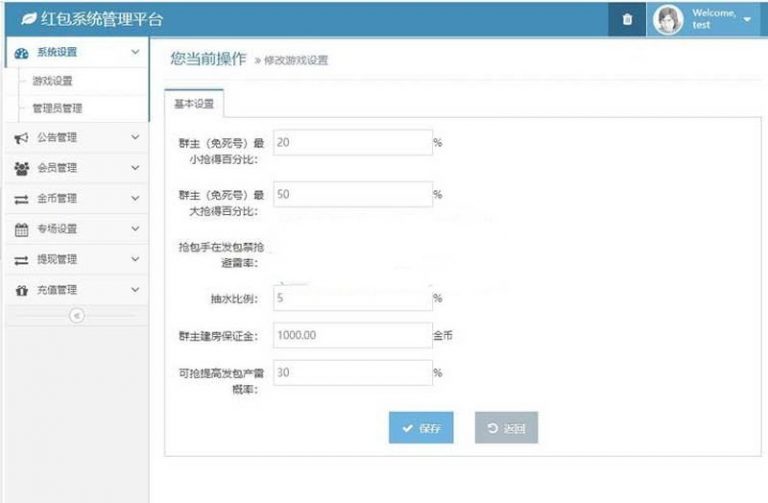 红包系统管理平台
Welcome,
test
系统设置
游戏设置
管理员管理
公告管理
会员管理
金币管理
专场设置
提现管理
充值管理
您当前操作 » 修改游戏设置
基本设置
群主（免死号）最
小抢得百分比：
20
%
群主（免死号）最
大抢得百分比：
50
%
抢包手在发包禁抢
避雷率：
抽水比例：
5
%
群主建房保证金：
1000.00
金币
可抢提高发包产雷
概率：
30
%
保存
返回